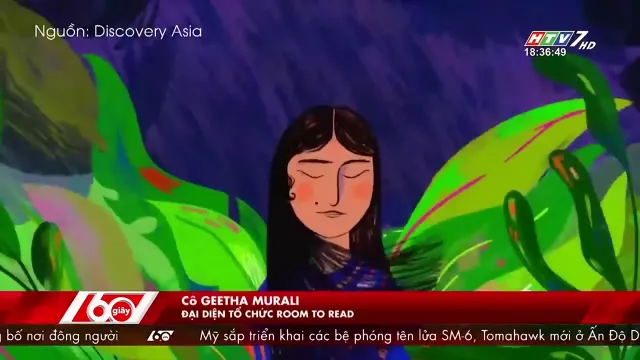 Nguồn: Discovery Asia
HTV7 HD
18:36:49
60 giây
Cô GEETHA MURALI
ĐẠI DIỆN TỔ CHỨC ROOM TO READ
bố nơi đông người
60s
Mỹ sắp triển khai các bệ phóng tên lửa SM-6, Tomahawk mới ở Ấn Độ D